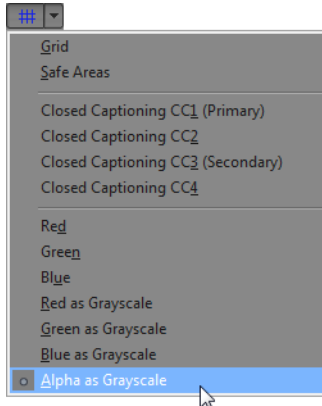 Grid
Safe Areas
Closed Captioning CC1 (Primary)
Closed Captioning CC2
Closed Captioning CC3 (Secondary)
Closed Captioning CC4
Red
Green
Blue
Red as Grayscale
Green as Grayscale
Blue as Grayscale
Alpha as Grayscale